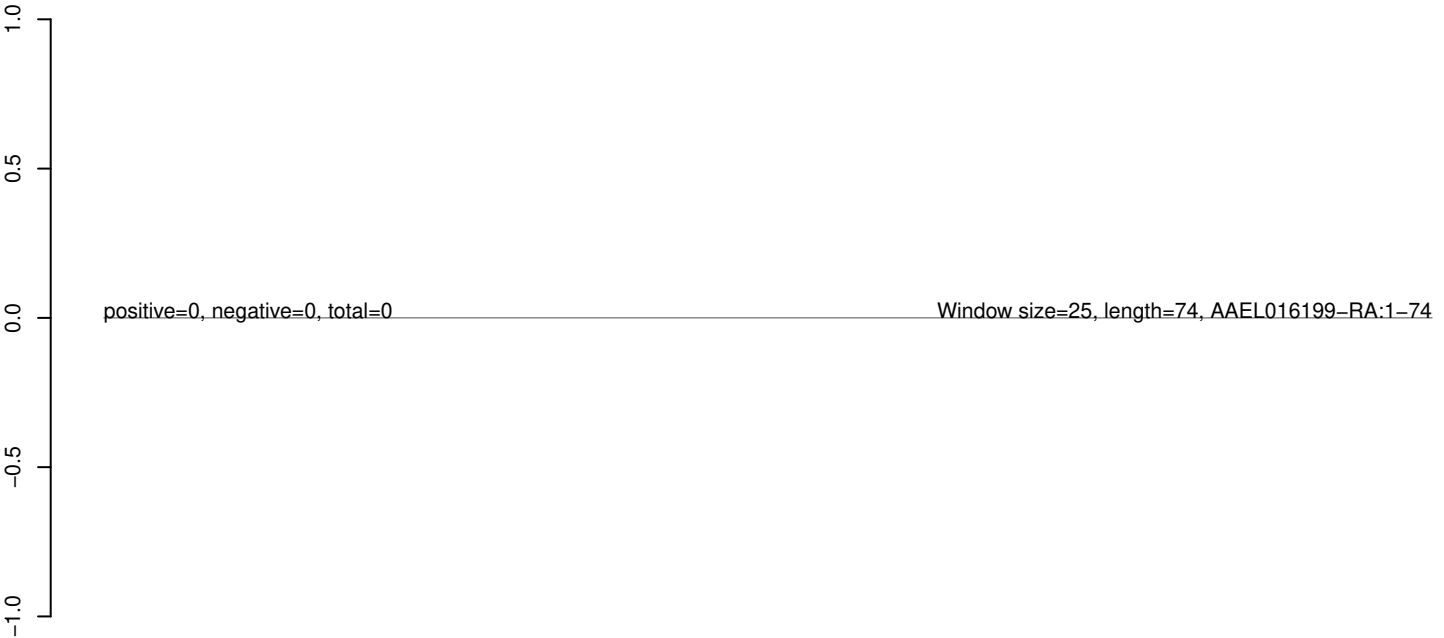 1.0
0.5
0.0
−0.5
−1.0
positive=0, negative=0, total=0
Window size=25, length=74, AAEL016199−RA:1−74